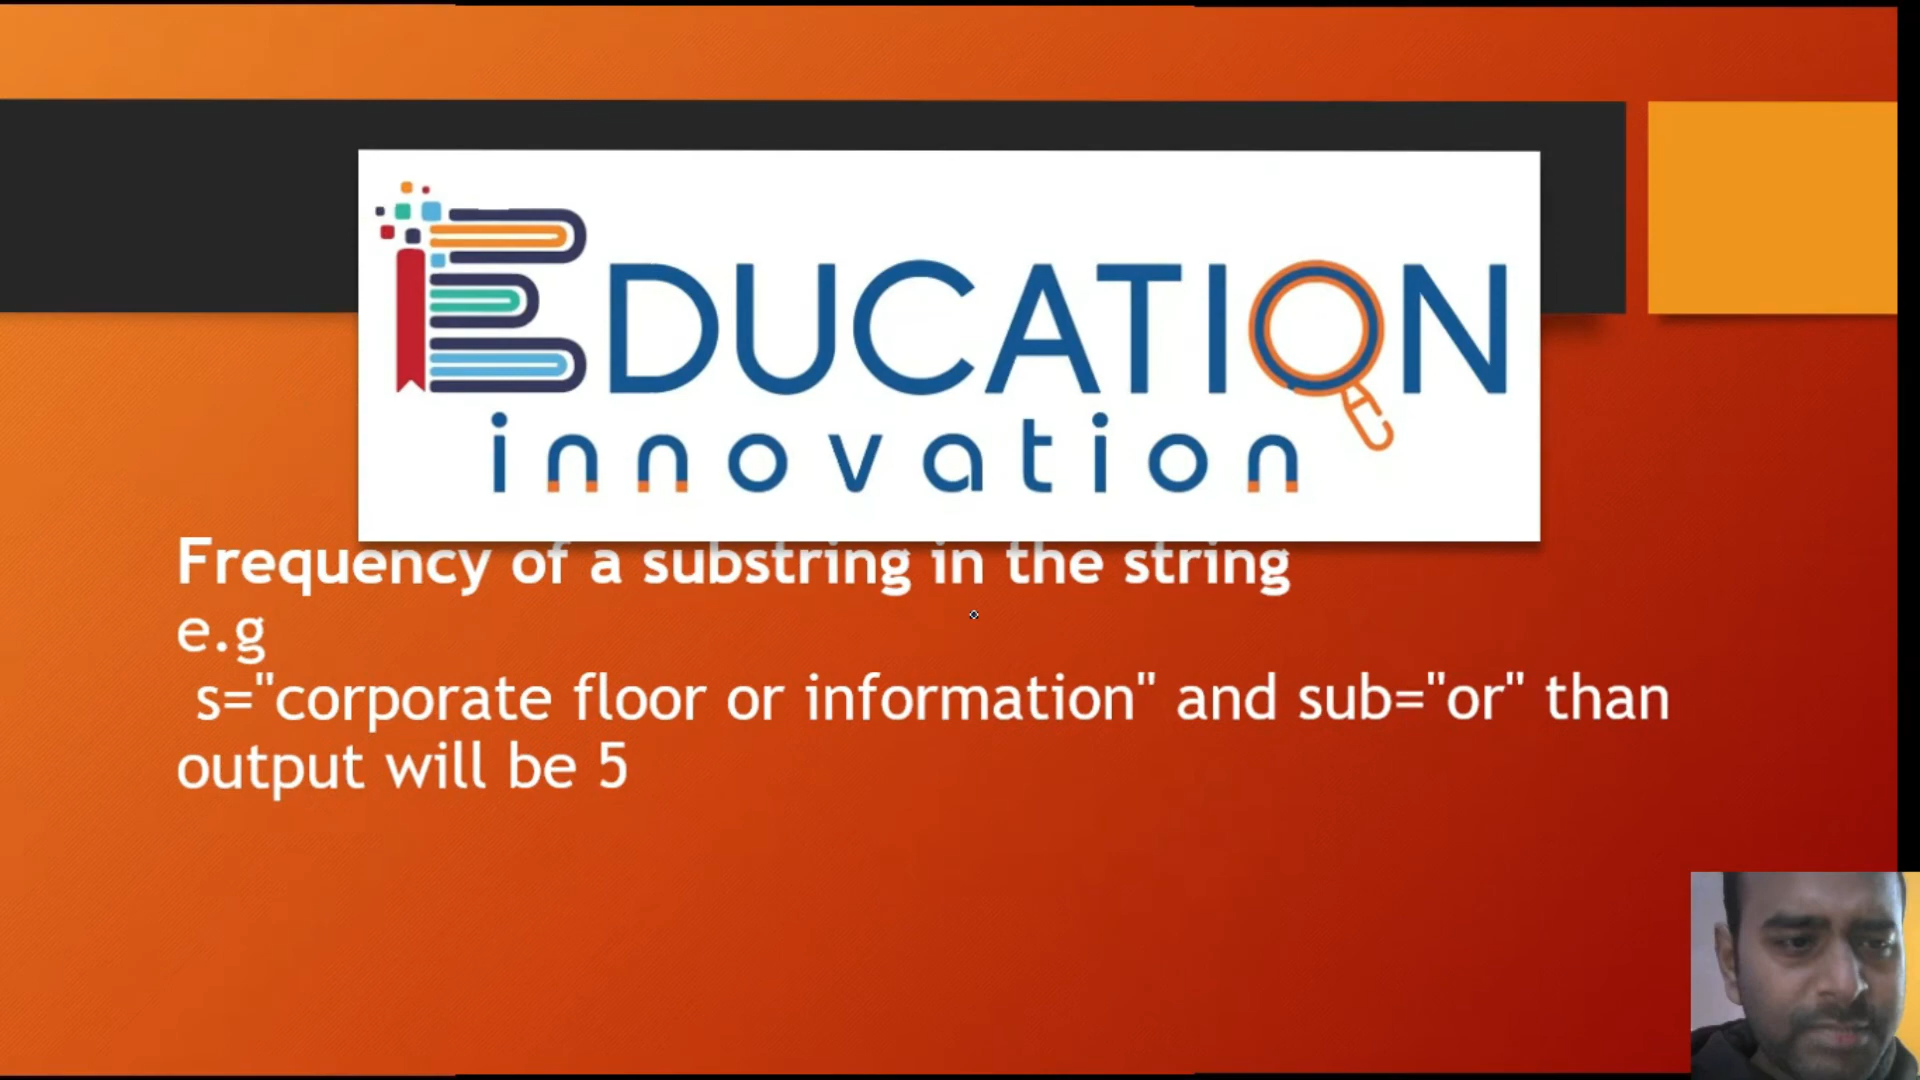 EDUCATION
innovation
Frequency of a substring in the string
e.g
s="corporate floor or information" and sub="or" than
output will be 5